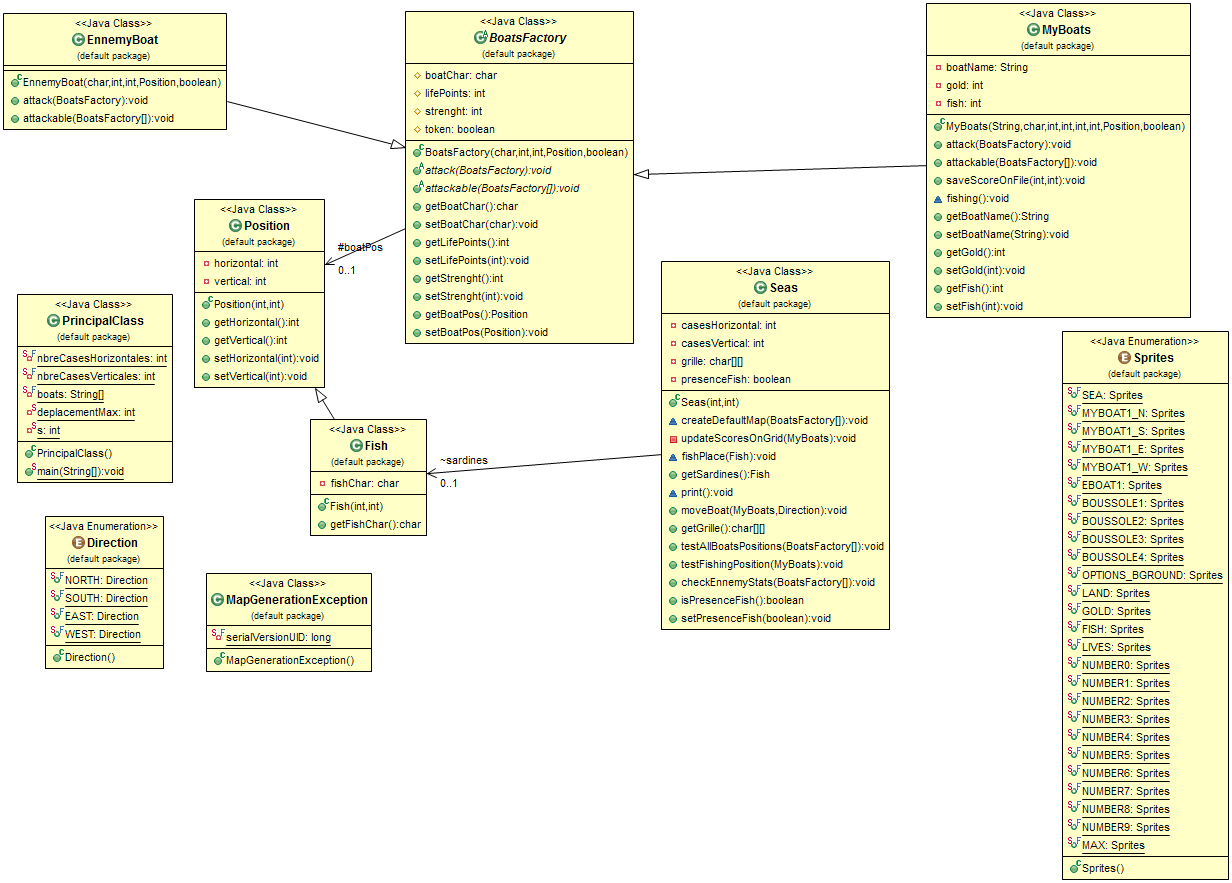 <<Java Class>>
EnnemyBoat
(default package)
EnnemyBoat(char,int,int,Position,boolean)
attack(BoatsFactory):void
attackable(BoatsFactory[]):void
<<Java Class>>
BoatsFactory
(default package)
boatChar: char
lifePoints: int
strenght: int
token: boolean
BoatsFactory(char,int,int,Position,boolean)
attack(BoatsFactory):void
attackable(BoatsFactory[]):void
getBoatChar():char
setBoatChar(char):void
getLifePoints():int
setLifePoints(int):void
getStrenght():int
setStrenght(int):void
getBoatPos():Position
setBoatPos(Position):void
<<Java Class>>
MyBoats
(default package)
boatName: String
gold: int
fish: int
MyBoats(String,char,int,int,int,int,Position,boolean)
attack(BoatsFactory):void
attackable(BoatsFactory[]):void
saveScoreOnFile(int,int):void
fishing():void
getBoatName():String
setBoatName(String):void
getGold():int
setGold(int):void
getFish():int
setFish(int):void
<<Java Class>>
Position
(default package)
horizontal: int
vertical: int
Position(int,int)
getHorizontal():int
getVertical():int
setHorizontal(int):void
setVertical(int):void
#boatPos
0..1
<<Java Class>>
PrincipalClass
(default package)
nbreCasesHorizontales: int
nbreCasesVerticales: int
boats: String[]
deplacementMax: int
s: int
PrincipalClass()
main(String[]):void
<<Java Class>>
Fish
(default package)
fishChar: char
Fish(int,int)
getFishChar():char
~sardines
0..1
<<Java Class>>
Seas
(default package)
casesHorizontal: int
casesVertical: int
grille: char[][]
presenceFish: boolean
Seas(int,int)
createDefaultMap(BoatsFactory[]):void
updateScoresOnGrid(MyBoats):void
fishPlace(Fish):void
getSardines():Fish
print():void
moveBoat(MyBoats,Direction):void
getGrille():char[][]
testAllBoatsPositions(BoatsFactory[]):void
testFishingPosition(MyBoats):void
checkEnnemyStats(BoatsFactory[]):void
isPresenceFish():boolean
setPresenceFish(boolean):void
<<Java Enumeration>>
Direction
(default package)
NORTH: Direction
SOUTH: Direction
EAST: Direction
WEST: Direction
Direction()
<<Java Class>>
MapGenerationException
(default package)
serialVersionUID: long
MapGenerationException()
<<Java Enumeration>>
Sprites
(default package)
SEA: Sprites
MYBOAT1_N: Sprites
MYBOAT1_S: Sprites
MYBOAT1_E: Sprites
MYBOAT1_W: Sprites
EBOAT1: Sprites
BOUSSOLE1: Sprites
BOUSSOLE2: Sprites
BOUSSOLE3: Sprites
BOUSSOLE4: Sprites
OPTIONS_BGROUND: Sprites
LAND: Sprites
GOLD: Sprites
FISH: Sprites
LIVES: Sprites
NUMBER0: Sprites
NUMBER1: Sprites
NUMBER2: Sprites
NUMBER3: Sprites
NUMBER4: Sprites
NUMBER5: Sprites
NUMBER6: Sprites
NUMBER7: Sprites
NUMBER8: Sprites
NUMBER9: Sprites
MAX: Sprites
Sprites()